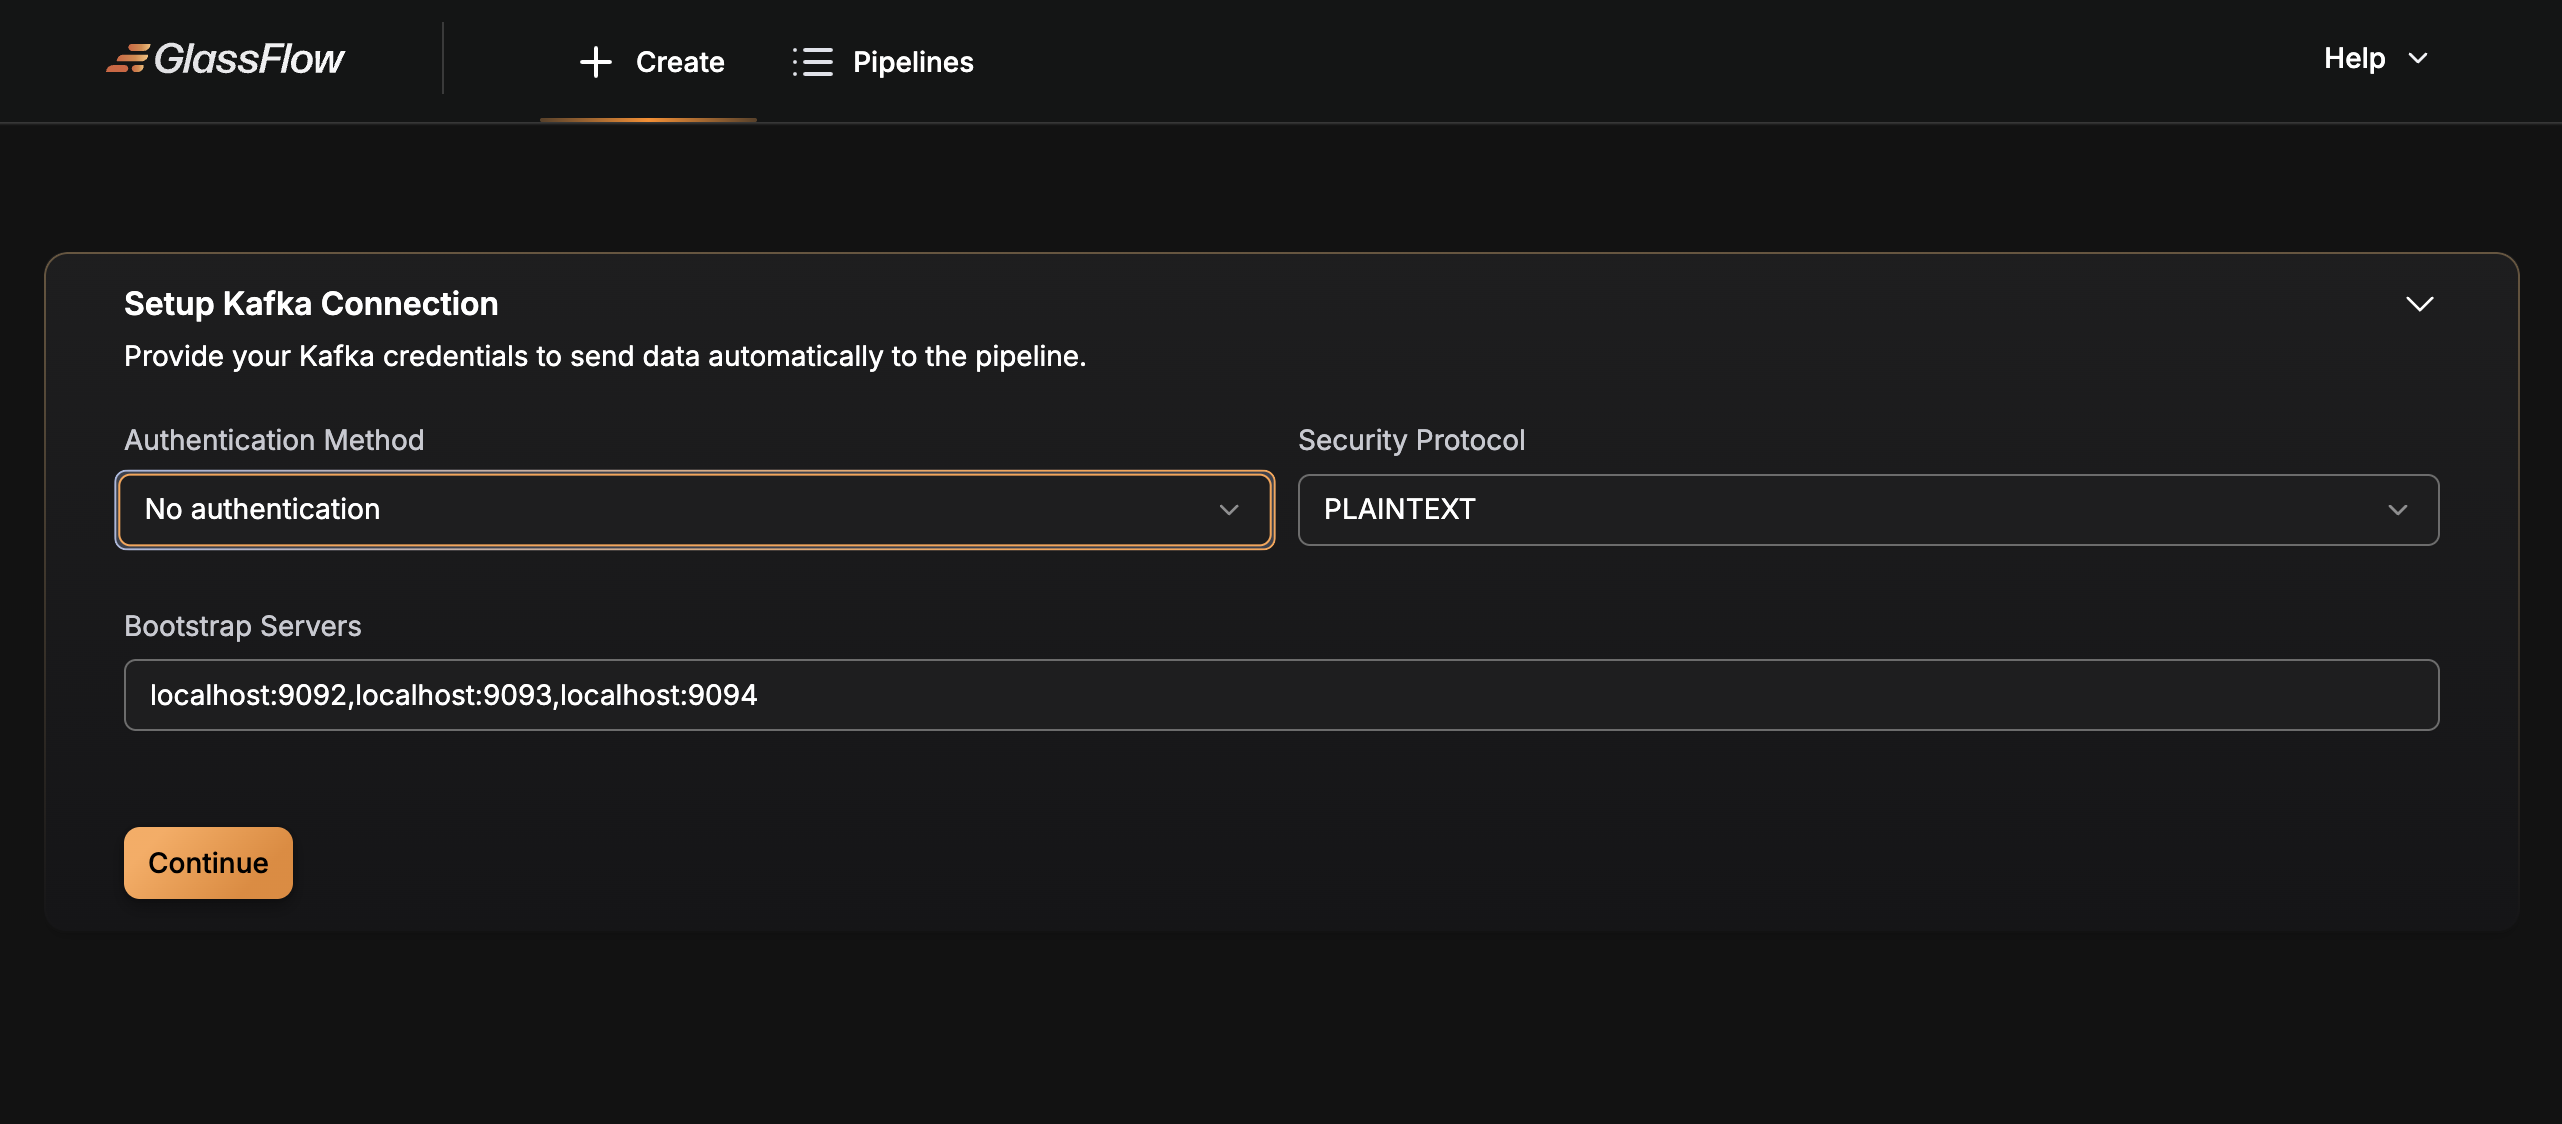 GlassFlow
Create
Pipelines
Help
Setup Kafka Connection
Provide your Kafka credentials to send data automatically to the pipeline.
Authentication Method
Security Protocol
No authentication
PLAINTEXT
Bootstrap Servers
localhost:9092,localhost:9093,localhost:9094
Continue